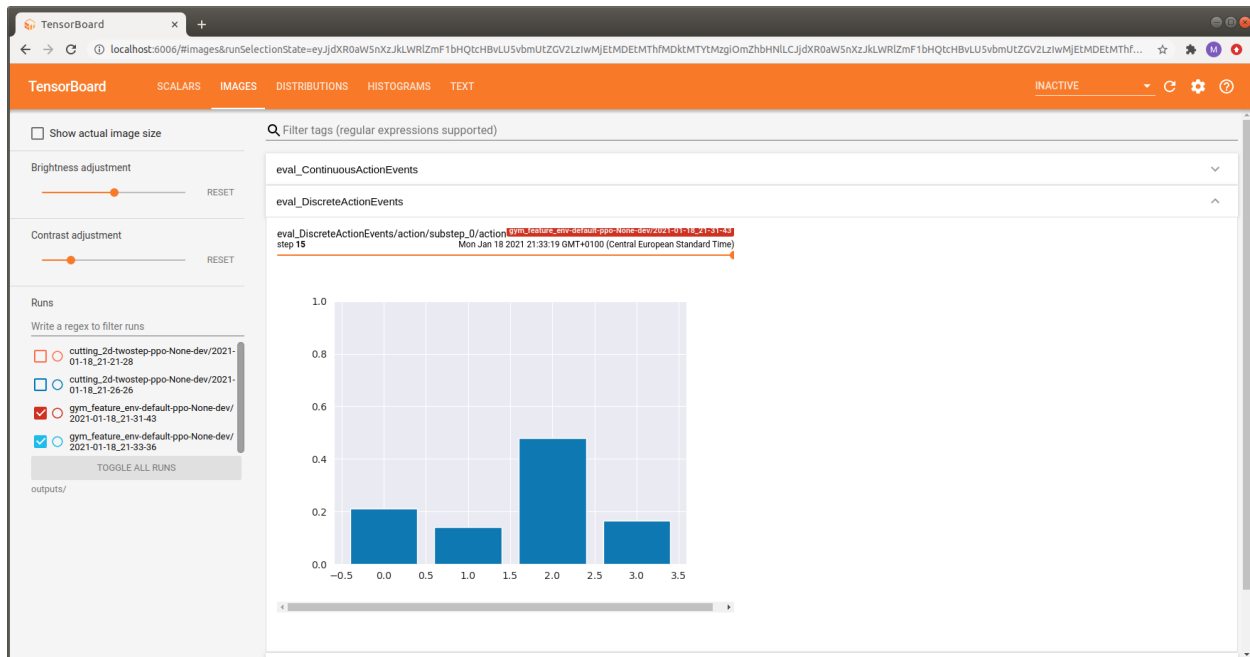 TensorBoard
localhost:6006/#images&runSelectionState=eyJjdXR0aW5nXzJkLWRlZmF1bHQtcHBvLU5vbmUtZGV2LzIwMjEtMDEtMThfMDktMTYtMzgiOmZhbHNlLCJjdXR0aW5nXzJkLWRlZmF1bHQtcHBvLU5vbmUtZGV2LzIwMjEtMDEtMThf...
M
TensorBoard SCALARS IMAGES DISTRIBUTIONS HISTOGRAMS TEXT INACTIVE
Show actual image size
Filter tags (regular expressions supported)
Brightness adjustment
RESET
Contrast adjustment
RESET
Runs
Write a regex to filter runs
cutting_2d-twostep-ppo-None-dev/2021-
01-18_21-21-28
cutting_2d-twostep-ppo-None-dev/2021-
01-18_21-26-26
gym_feature_env-default-ppo-None-dev/
2021-01-18_21-31-43
gym_feature_env-default-ppo-None-dev/
2021-01-18_21-33-36
TOGGLE ALL RUNS
outputs/
eval_ContinuousActionEvents
eval_DiscreteActionEvents
eval_DiscreteActionEvents/action/substep_0/action gym_feature_env-default-ppo-None-dev/2021-01-18_21-31-43
step 15 Mon Jan 18 2021 21:33:19 GMT+0100 (Central European Standard Time)
1.0
0.8
0.6
0.4
0.2
0.0
−0.5 0.0 0.5 1.0 1.5 2.0 2.5 3.0 3.5